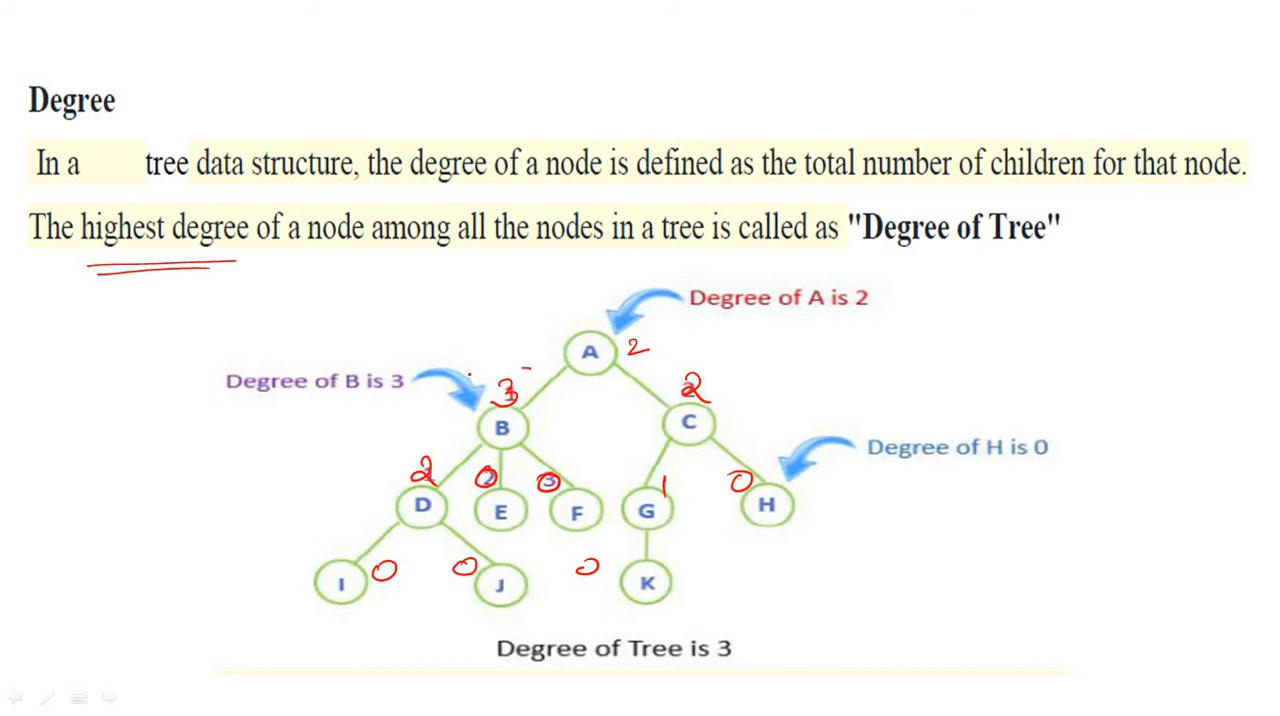 Degree
In a tree data structure, the degree of a node is defined as the total number of children for that node.
The highest degree of a node among all the nodes in a tree is called as "Degree of Tree"
Degree of A is 2
A 2
Degree of B is 3
3 2
B C
Degree of H is 0
2 0 0 1 0
D E F G H
0 0 0
I J K
Degree of Tree is 3